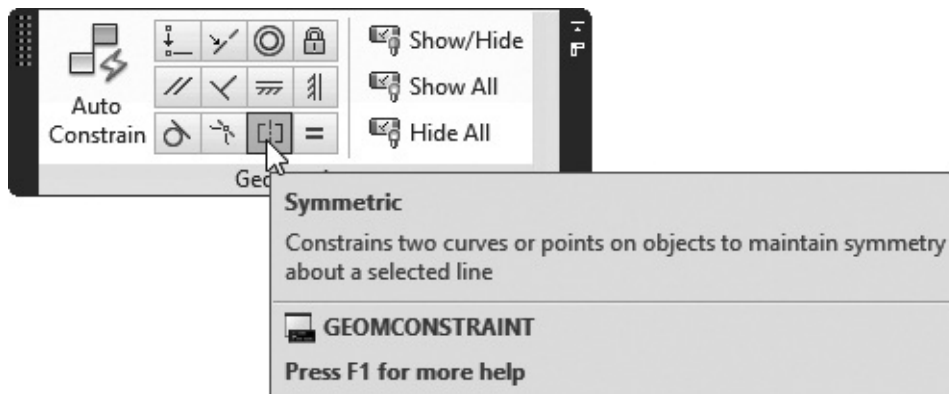 Auto
Constrain
Show/Hide
Show All
Hide All
Symmetric
Constrains two curves or points on objects to maintain symmetry
about a selected line
GEOMCONSTRAINT
Press F1 for more help